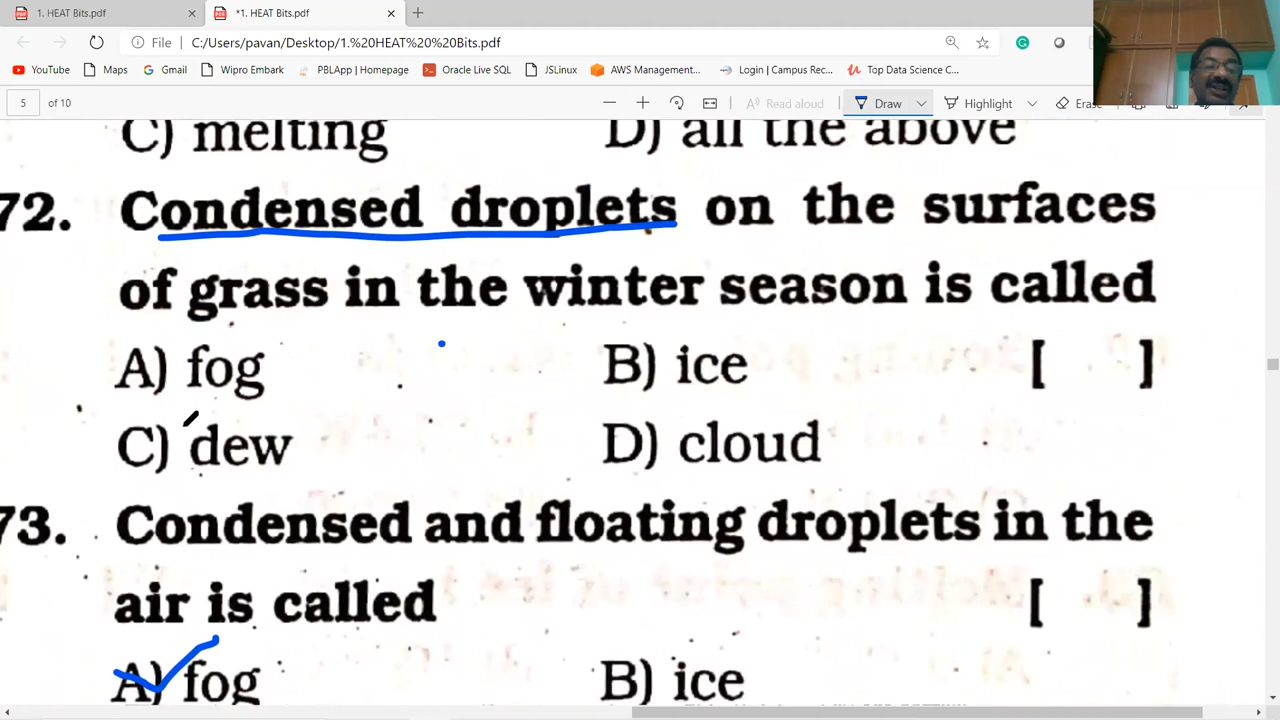 1. HEAT Bits.pdf
*1. HEAT Bits.pdf
File C:/Users/pavan/Desktop/1.%20HEAT%20%20Bits.pdf
YouTube Maps Gmail Wipro Embark PBLApp | Homepage Oracle Live SQL JSLinux AWS Management... Login | Campus Rec... Top Data Science C...
5 of 10 Read aloud Draw Highlight
C) melting D) all the above
72. Condensed droplets on the surfaces
of grass in the winter season is called
A) fog B) ice [ ]
C) dew D) cloud
73. Condensed and floating droplets in the
air is called [ ]
A) fog B) ice